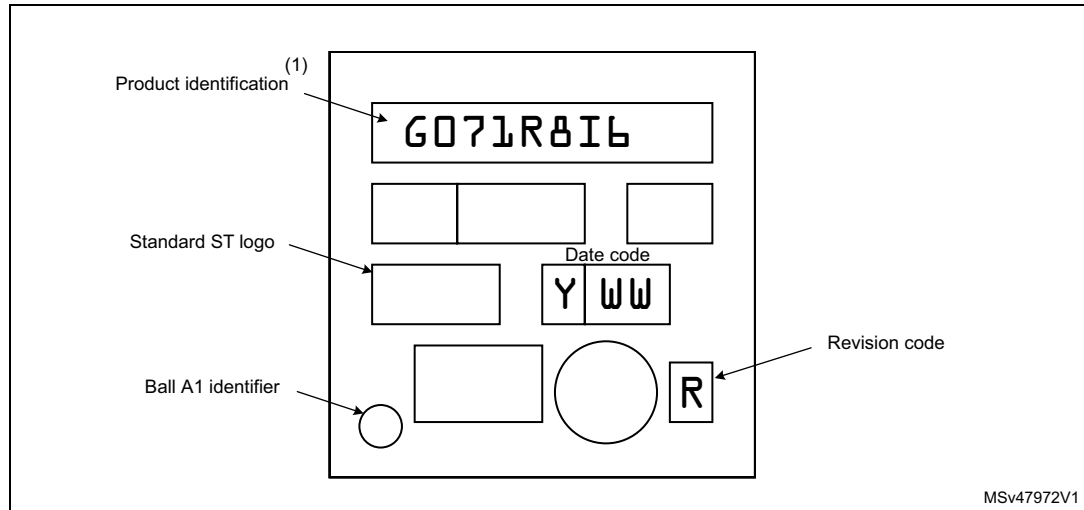 (1)
Product identification
G071R8I6
Standard ST logo
Date code
Y WW
Revision code
Ball A1 identifier
R
MSv47972V1